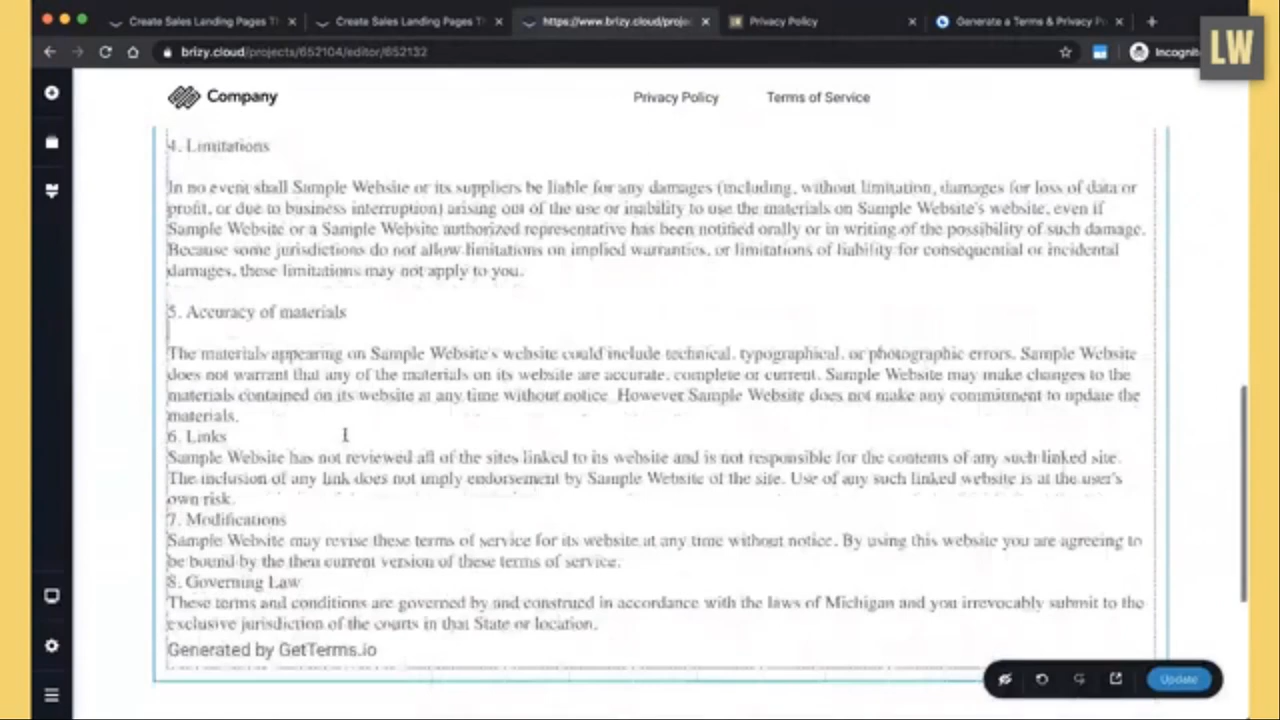 Create Sales Landing Pages T
Create Sales Landing Pages T
https://www.brizy.cloud/proje
Privacy Policy
Generate a Terms & Privacy Po
brizy.cloud/projects/652104/editor/652132
Incognit
LW
Company
Privacy Policy
Terms of Service
4. Limitations
In no event shall Sample Website or its suppliers be liable for any damages (including, without limitation, damages for loss of data or
profit, or due to business interruption) arising out of the use or inability to use the materials on Sample Website's website, even if
Sample Website or a Sample Website authorized representative has been notified orally or in writing of the possibility of such damage.
Because some jurisdictions do not allow limitations on implied warranties, or limitations of liability for consequential or incidental
damages, these limitations may not apply to you.
5. Accuracy of materials
The materials appearing on Sample Website's website could include technical, typographical, or photographic errors. Sample Website
does not warrant that any of the materials on its website are accurate, complete or current. Sample Website may make changes to the
materials contained on its website at any time without notice. However Sample Website does not make any commitment to update the
materials.
6. Links
Sample Website has not reviewed all of the sites linked to its website and is not responsible for the contents of any such linked site.
The inclusion of any link does not imply endorsement by Sample Website of the site. Use of any such linked website is at the user's
own risk.
7. Modifications
Sample Website may revise these terms of service for its website at any time without notice. By using this website you are agreeing to
be bound by the then current version of these terms of service.
8. Governing Law
These terms and conditions are governed by and construed in accordance with the laws of Michigan and you irrevocably submit to the
exclusive jurisdiction of the courts in that State or location.
Generated by GetTerms.io
Update